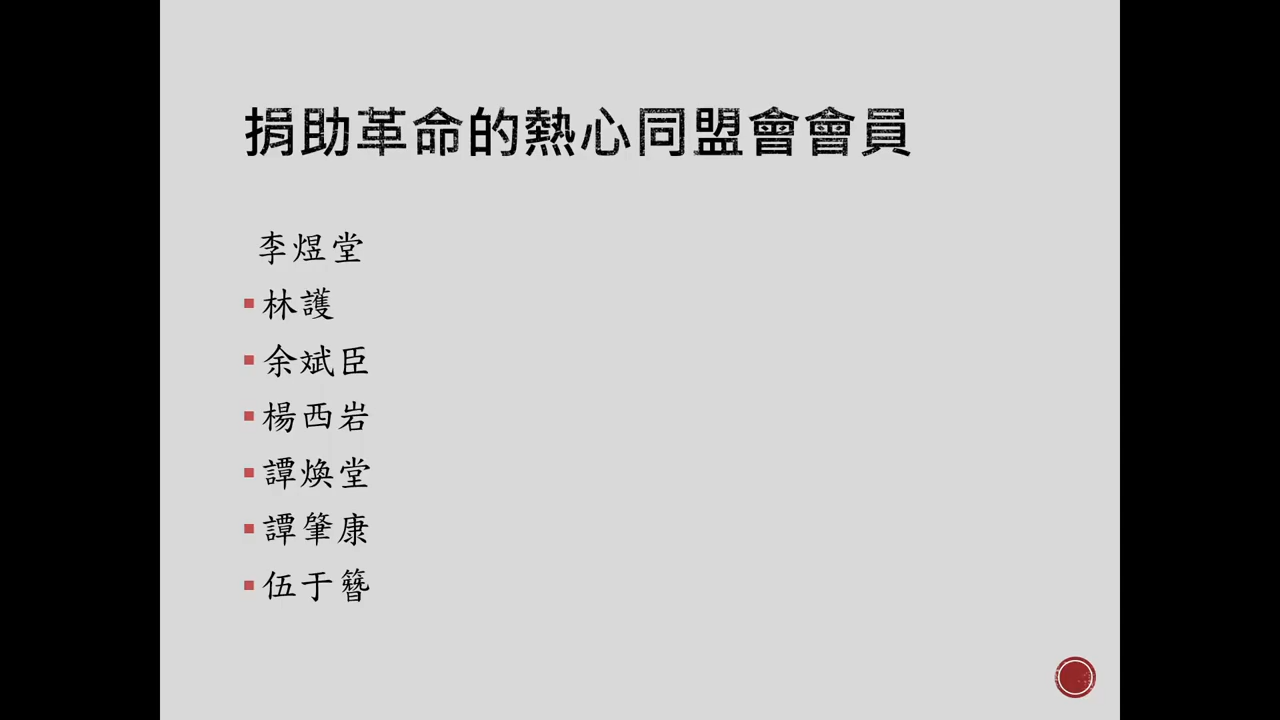 捐助革命的熱心同盟會會員
李煜堂
林護
余斌臣
楊西岩
譚煥堂
譚肇康
伍于簪